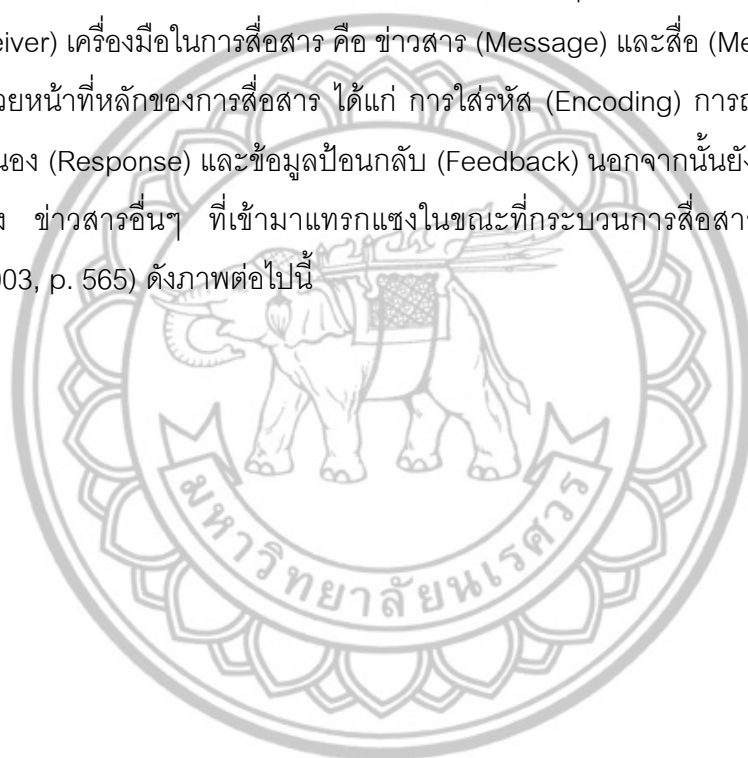 eiver) เครื่องมือในการสื่อสาร คือ ข่าวสาร (Message) และสื่อ (Me
วยหน้าที่หลักของการสื่อสาร ได้แก่ การใส่รหัส (Encoding) การถ
นอง (Response) และข้อมูลป้อนกลับ (Feedback) นอกจากนั้นยัง
ง ข่าวสารอื่นๆ ที่เข้ามาแทรกแซงในขณะที่กระบวนการสื่อสาร
003, p. 565) ดังภาพต่อไปนี้
มหาวิทยาลัยนเรศวร